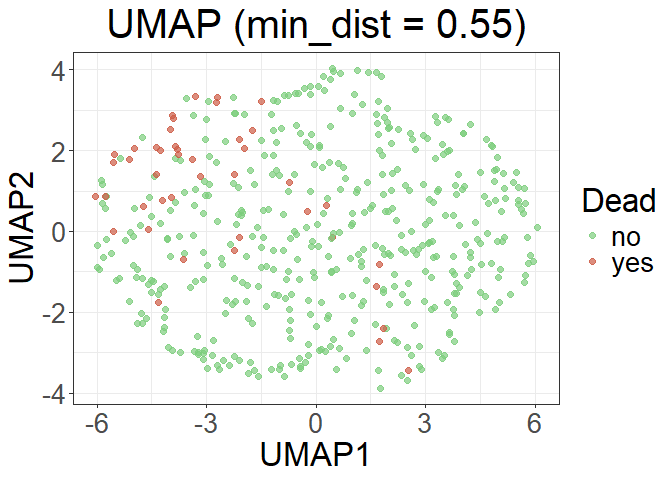 UMAP (min_dist = 0.55)
4
2
0
-2
-4
UMAP2
-6
-3
0
3
6
UMAP1
Dead
no
yes